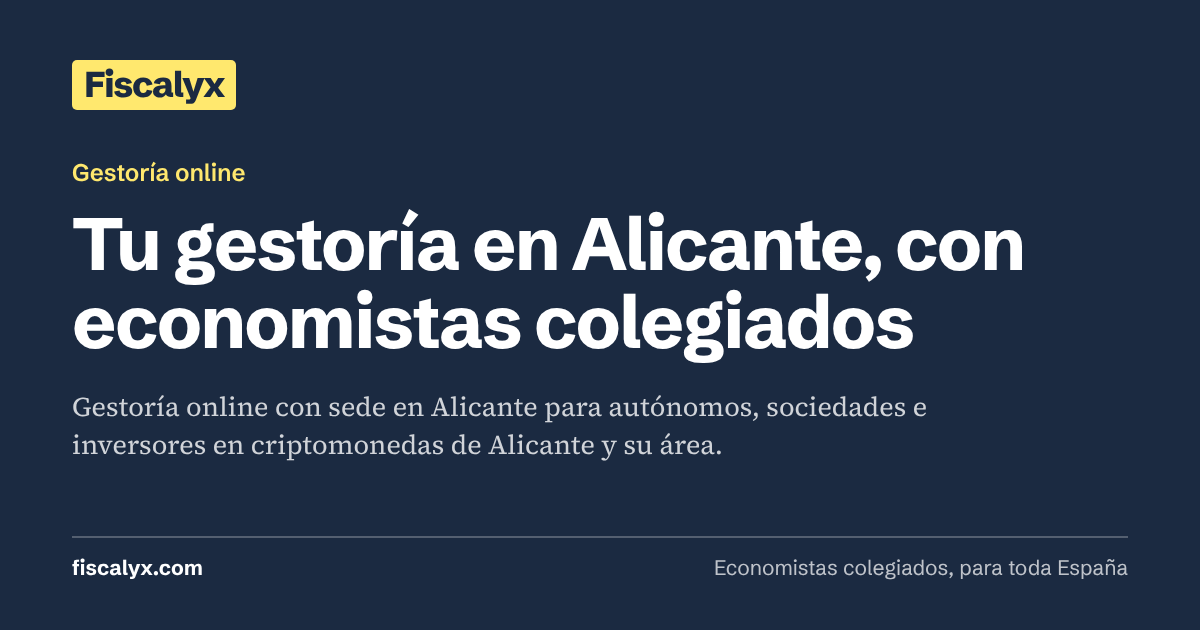 Fiscalyx
Gestoría online
Tu gestoría en Alicante, con
economistas colegiados
Gestoría online con sede en Alicante para autónomos, sociedades e
inversores en criptomonedas de Alicante y su área.
fiscalyx.com
Economistas colegiados, para toda España